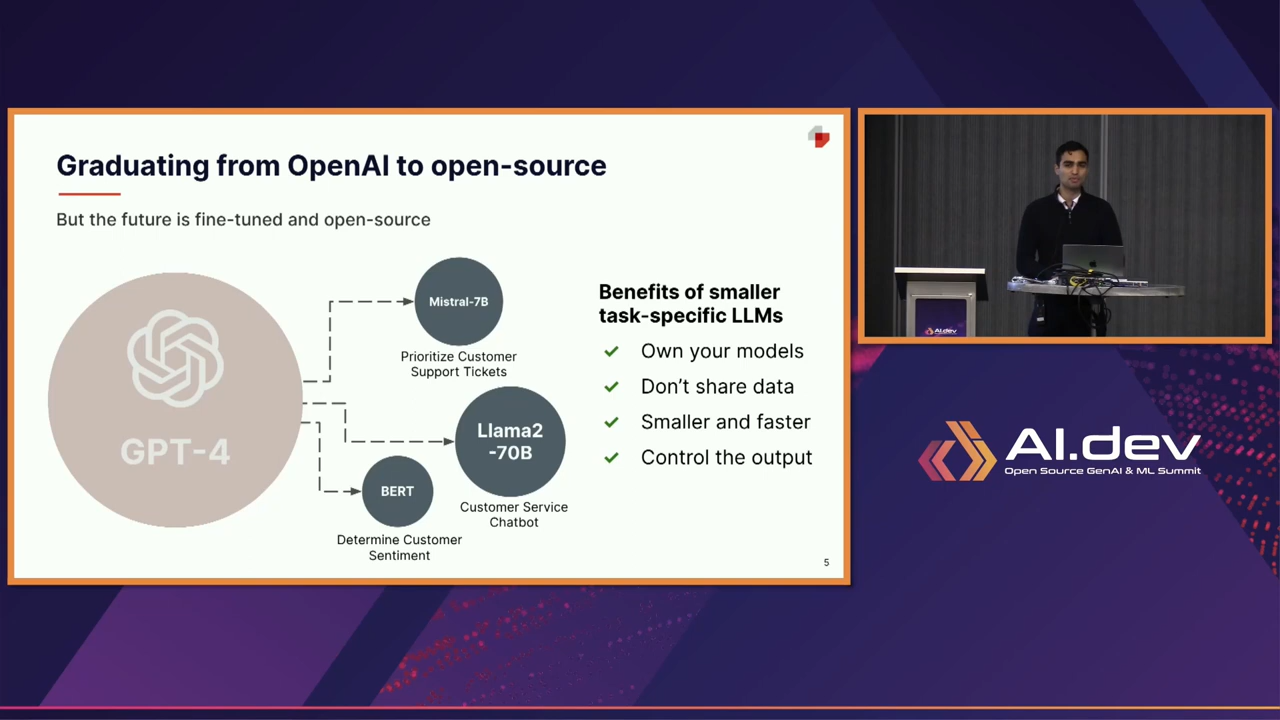 Graduating from OpenAI to open-source
But the future is fine-tuned and open-source
GPT-4
Mistral-7B
Prioritize Customer
Support Tickets
Llama2
-70B
Customer Service
Chatbot
BERT
Determine Customer
Sentiment
Benefits of smaller
task-specific LLMs
✓ Own your models
✓ Don’t share data
✓ Smaller and faster
✓ Control the output
5
AI.dev
AI.dev
Open Source GenAI & ML Summit